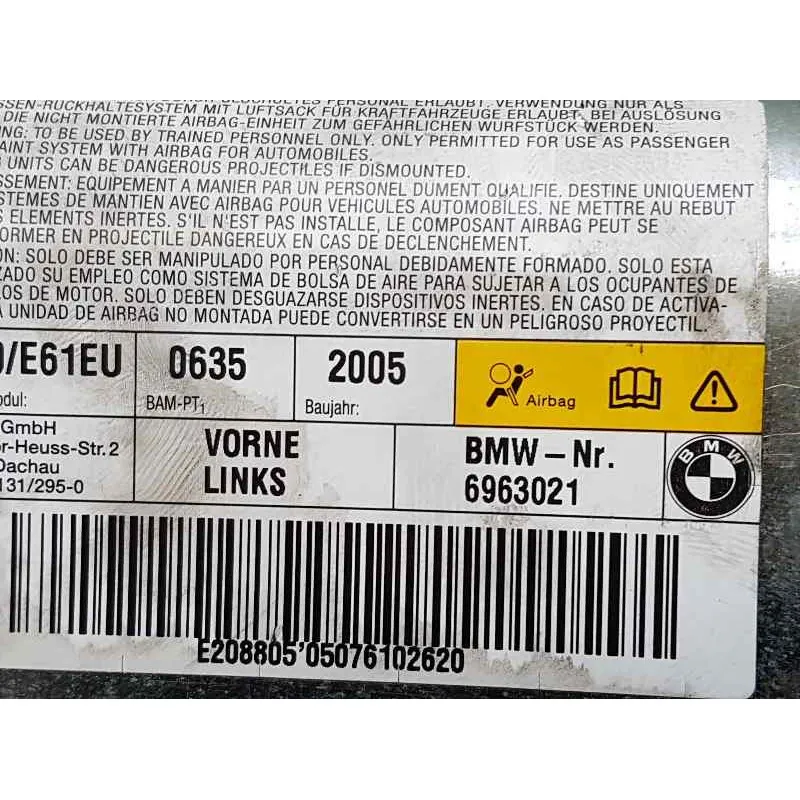 SSEN-RÜCKHALTESYSTEM MIT LUFTSACK FÜR KRAFTFAHRZEUGE ERLAUBT. BEI AUSLÖSUNG
DIE NICHT MONTIERTE AIRBAG-EINHEIT ZUM GEFÄHRLICHEN WURFSTÜCK WERDEN.
NG: TO BE USED BY TRAINED PERSONNEL ONLY. ONLY PERMITTED FOR USE AS PASSENGER
AINT SYSTEM WITH AIRBAG FOR AUTOMOBILES.
UNITS CAN BE DANGEROUS PROJECTILES IF DISMOUNTED.
SSEMENT: EQUIPEMENT A MANIER PAR UN PERSONEL DUMENT QUALIFIE. DESTINE UNIQUEMENT
STEMES DE MANTIEN AVEC AIRBAG POUR VEHICULES AUTOMOBILES. NE METTRE AU REBUT
S ELEMENTS INERTES. S'IL N'EST PAS INSTALLE, LE COMPOSANT AIRBAG PEUT SE
FORMER EN PROJECTILE DANGEREUX EN CAS DE DECLENCHEMENT.
ON: SOLO DEBE SER MANIPULADO POR PERSONAL DEBIDAMENTE FORMADO. SOLO ESTA
ZADO SU EMPLEO COMO SISTEMA DE BOLSA DE AIRE PARA SUJETAR A LOS OCUPANTES DE
LOS DE MOTOR. SOLO DEBEN DESGUAZARSE DISPOSITIVOS INERTES. EN CASO DE ACTIVA-
A UNIDAD DE AIRBAG NO MONTADA PUEDE CONVERTIRSE EN UN PELIGROSO PROYECTIL.
0/E61EU 0635 2005
odul: BAM-PT1 Baujahr: Airbag
GmbH
or-Heuss-Str. 2
Dachau
131/295-0
VORNE
LINKS
BMW – Nr.
6963021
BMW
E208805'05076102620